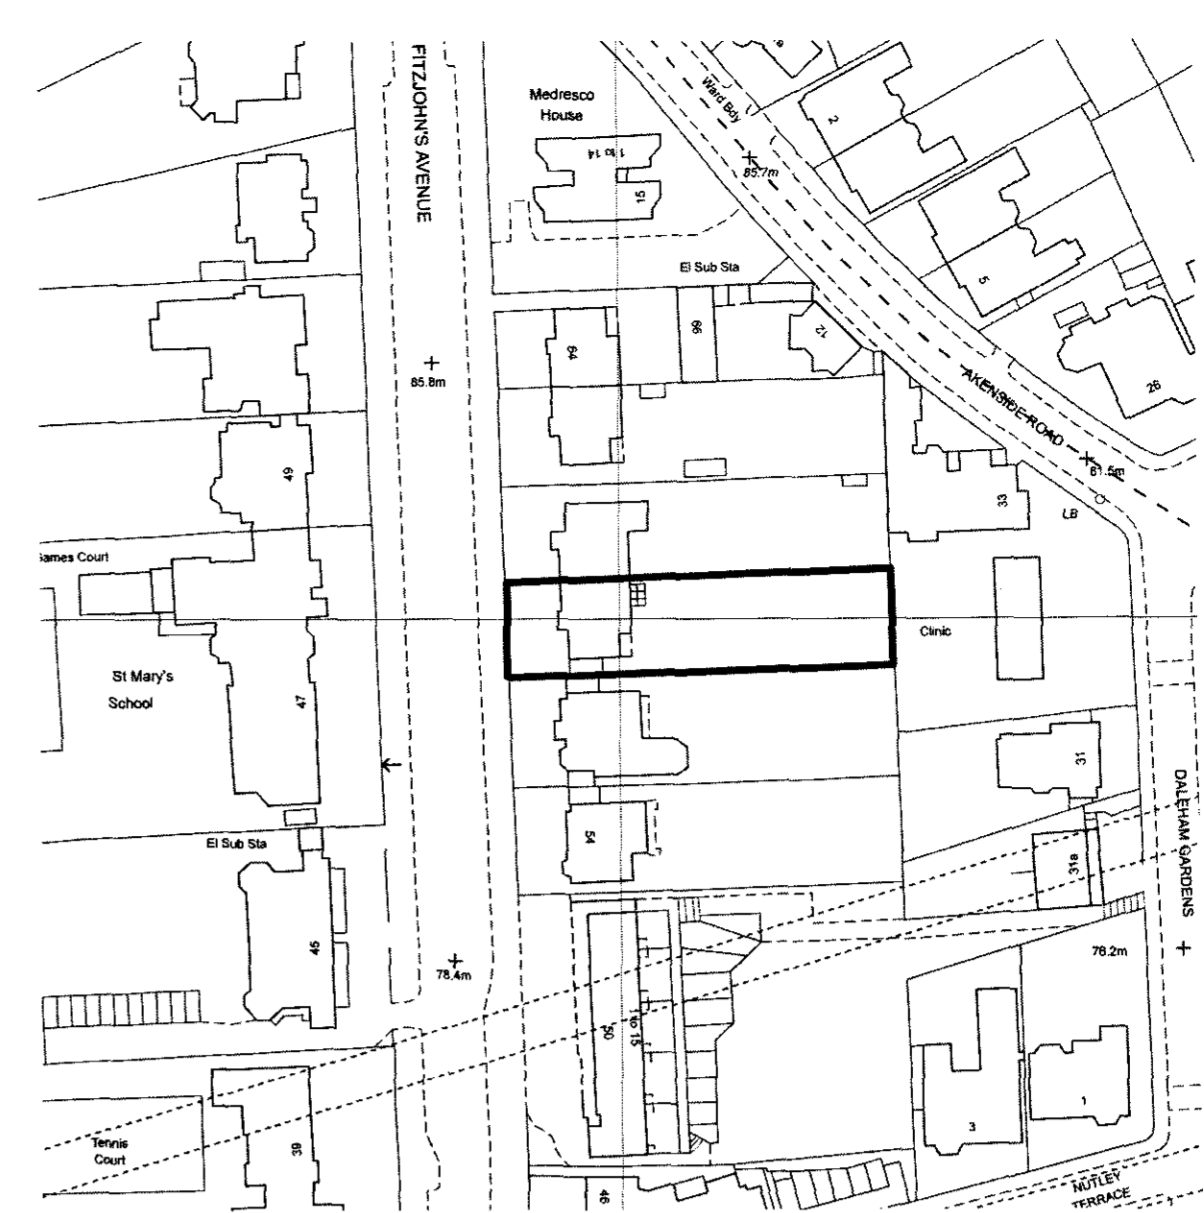 FITZJOHN'S AVENUE
Medresco
House
1 to 14
15
Ward Bdy
85.7m
2
5
26
El Sub Sta
64
66
12
85.8m
AKENSIDE ROAD
81.5m
LB
49
33
Games Court
St Mary's
School
47
Clinic
31
54
31a
DALEHAM GARDENS
El Sub Sta
45
78.4m
50
1 to 15
78.2m
3
1
Tennis
Court
39
46
NUTLEY
TERRACE